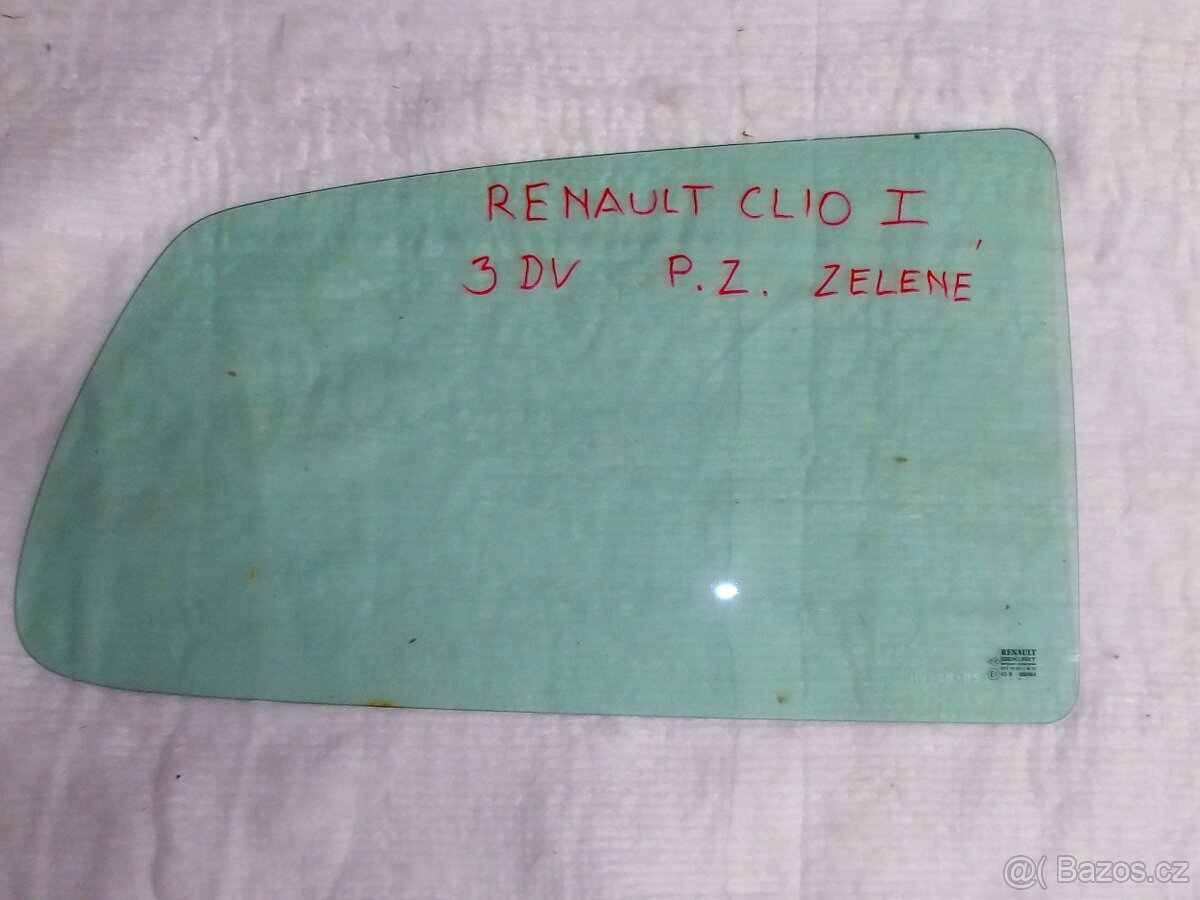 RENAULT CLIO I
3 DV P.Z. ZELENÉ
RENAULT
@( Bazos.cz